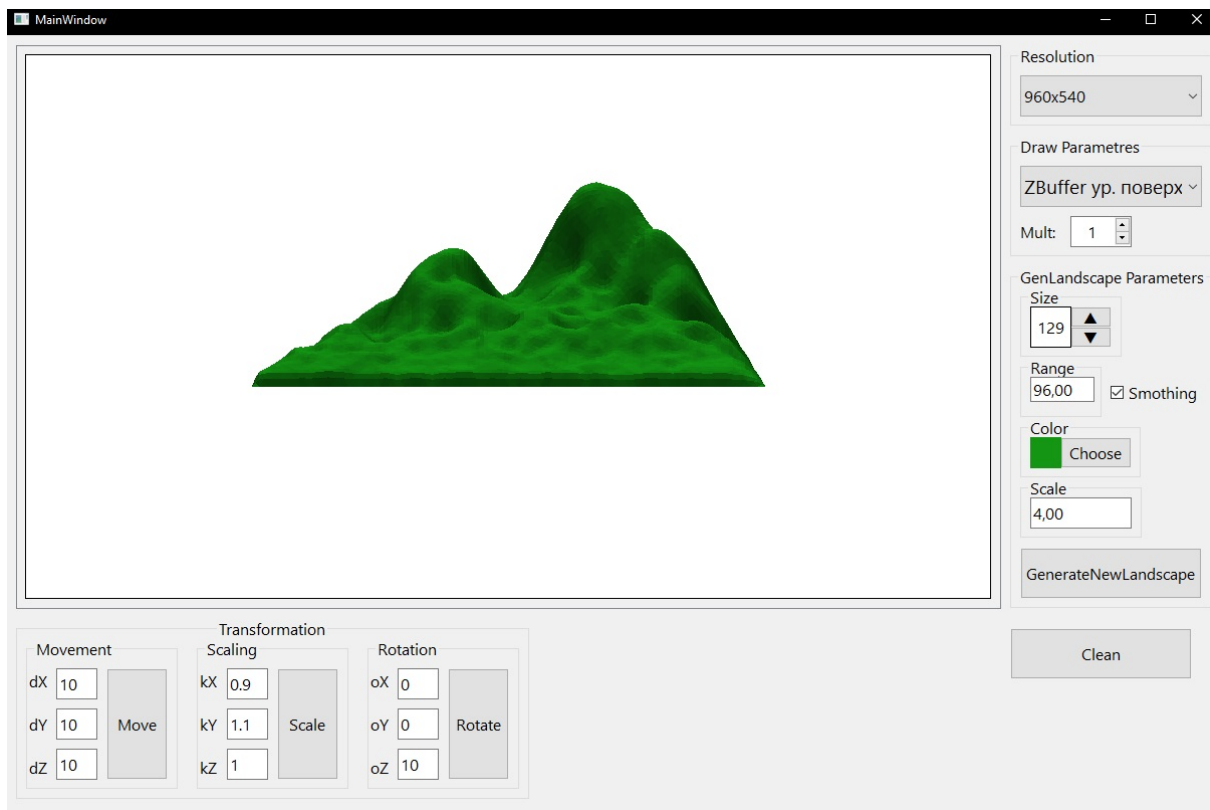 MainWindow
Resolution
960x540
Draw Parametres
ZBuffer ур. поверх
Mult: 1
GenLandscape Parameters
Size
129
Range
96,00
Smothing
Color
Choose
Scale
4,00
GenerateNewLandscape
Clean
Transformation
Movement
dX 10
dY 10
dZ 10
Move
Scaling
kX 0.9
kY 1.1
kZ 1
Scale
Rotation
oX 0
oY 0
oZ 10
Rotate